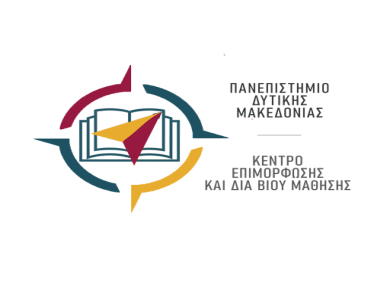 ΠΑΝΕΠΙΣΤΗΜΙΟ
ΔΥΤΙΚΗΣ
ΜΑΚΕΔΟΝΙΑΣ
ΚΕΝΤΡΟ
ΕΠΙΜΟΡΦΩΣΗΣ
ΚΑΙ ΔΙΑ ΒΙΟΥ ΜΑΘΗΣΗΣ